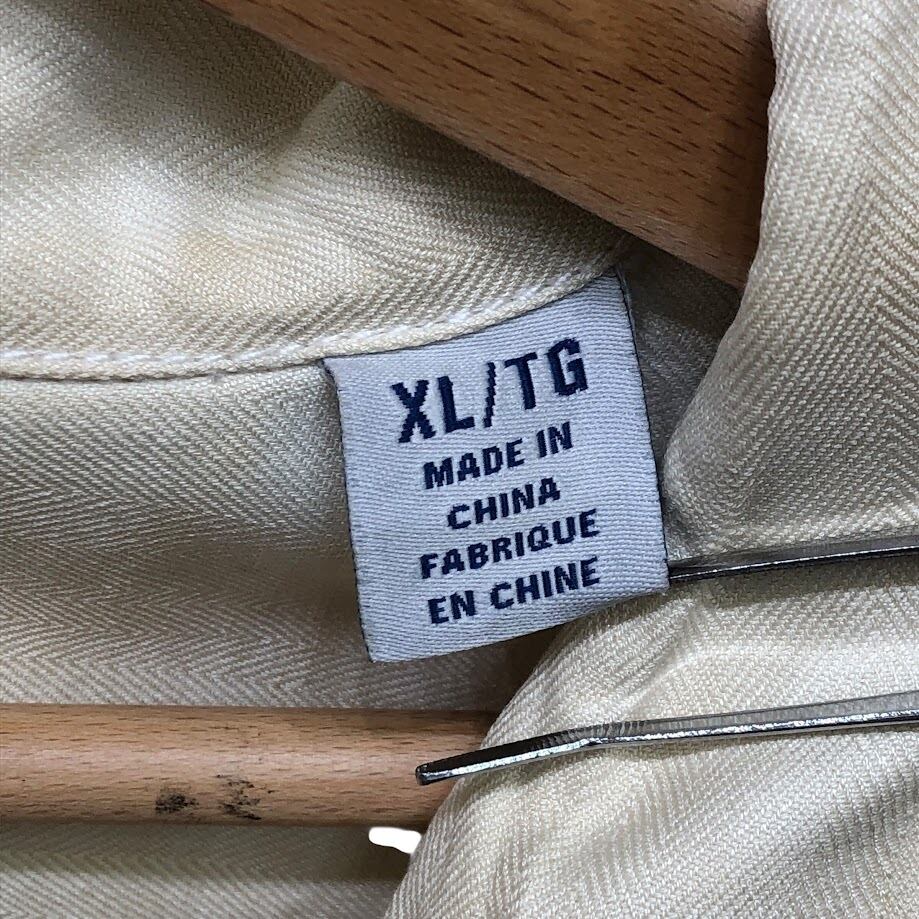 XL/TG
MADE IN
CHINA
FABRIQUE
EN CHINE